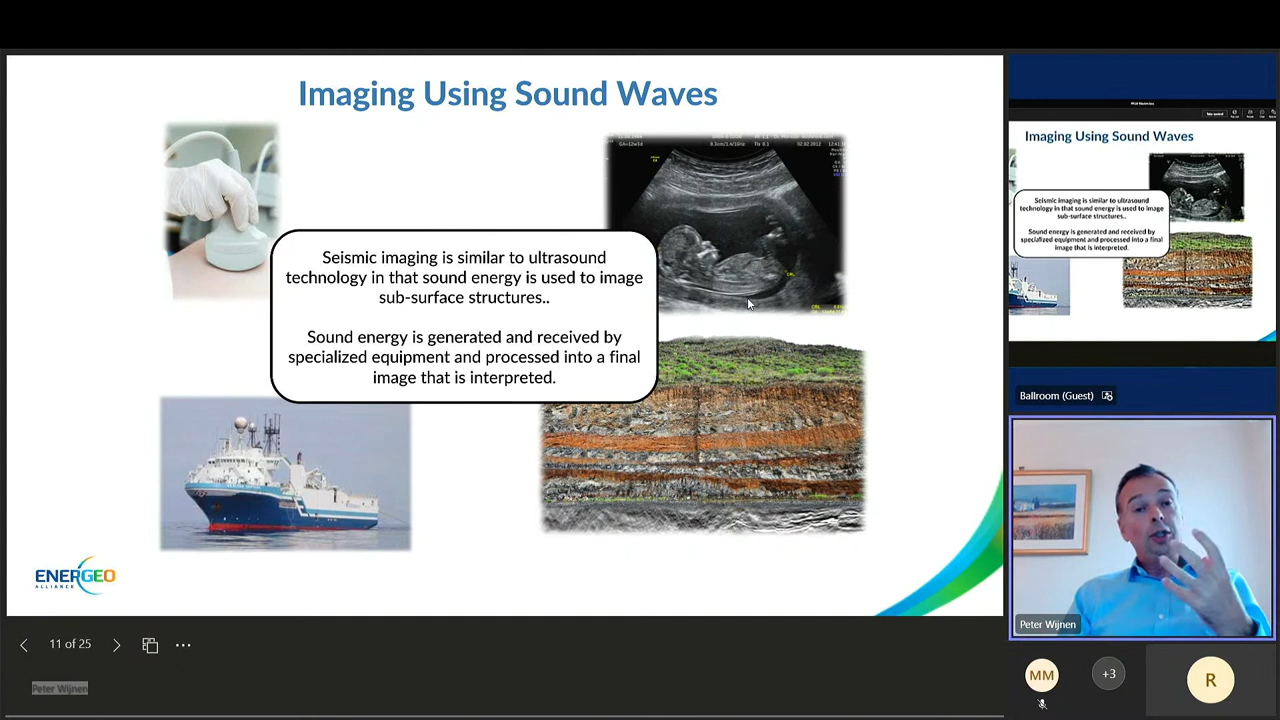 Imaging Using Sound Waves
Seismic imaging is similar to ultrasound
technology in that sound energy is used to image
sub-surface structures..
Sound energy is generated and received by
specialized equipment and processed into a final
image that is interpreted.
ENERGEO
ALLIANCE
11 of 25
Peter Wijnen
Imaging Using Sound Waves
Seismic imaging is similar to ultrasound
technology in that sound energy is used to image
sub-surface structures..
Sound energy is generated and received by
specialized equipment and processed into a final
image that is interpreted.
Ballroom (Guest)
Peter Wijnen
MM
+3
R